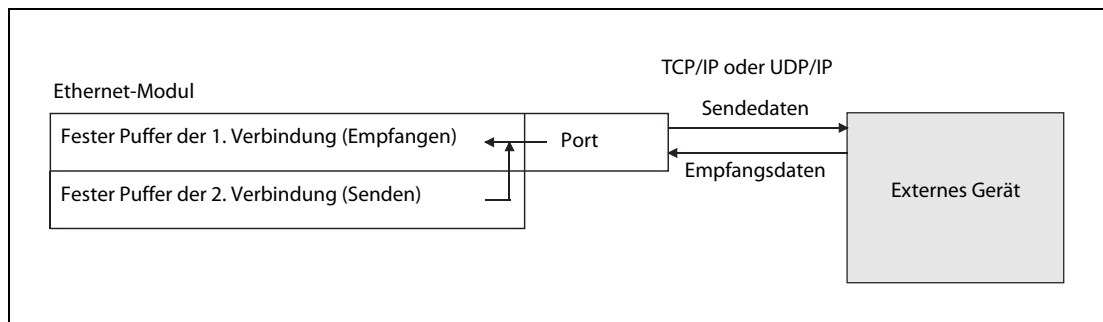 TCP/IP oder UDP/IP
Ethernet-Modul
Sendedaten
Fester Puffer der 1. Verbindung (Empfangen)
Port
Empfangsdaten
Fester Puffer der 2. Verbindung (Senden)
Externes Gerät